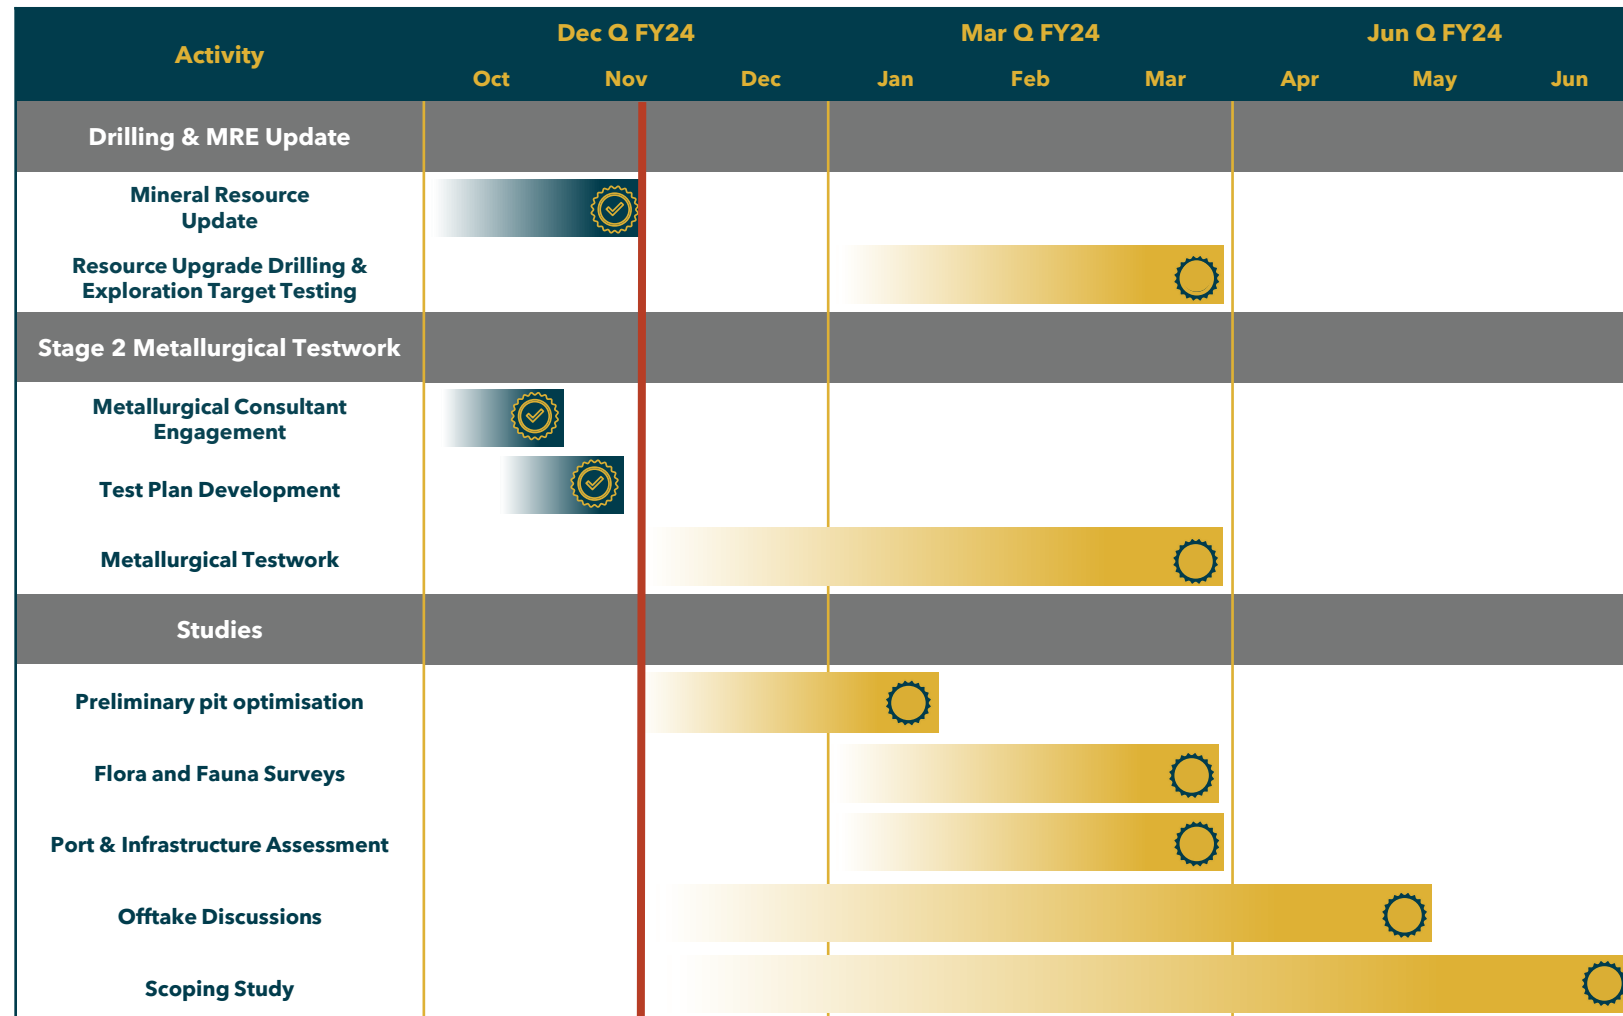 Activity
Dec Q FY24
Mar Q FY24
Jun Q FY24
Oct
Nov
Dec
Jan
Feb
Mar
Apr
May
Jun
Drilling & MRE Update
Mineral Resource
Update
Resource Upgrade Drilling &
Exploration Target Testing
Stage 2 Metallurgical Testwork
Metallurgical Consultant
Engagement
Test Plan Development
Metallurgical Testwork
Studies
Preliminary pit optimisation
Flora and Fauna Surveys
Port & Infrastructure Assessment
Offtake Discussions
Scoping Study